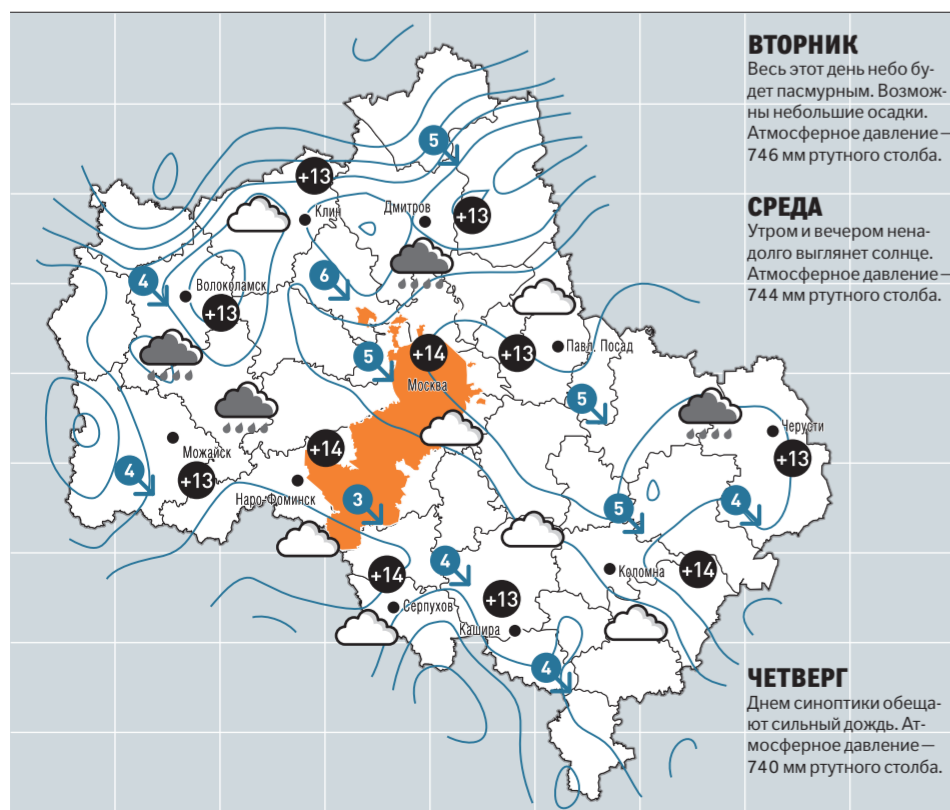 ВТОРНИК
Весь этот день небо бу-
дет пасмурным. Возмож-
ны небольшие осадки.
Атмосферное давление —
746 мм ртутного столба.
СРЕДА
Утром и вечером нена-
долго выглянет солнце.
Атмосферное давление —
744 мм ртутного столба.
ЧЕТВЕРГ
Днем синоптики обеща-
ют сильный дождь. Ат-
мосферное давление —
740 мм ртутного столба.
5
+13
Клин
Дмитров
+13
4
Волоколамск
6
+13
+14
5
Москва
+13
Павл. Посад
5
Черусти
+13
Можайск
+14
4
+13
Наро-Фоминск
3
5
4
+14
4
Коломна
+14
Серпухов
+13
Кашира
4